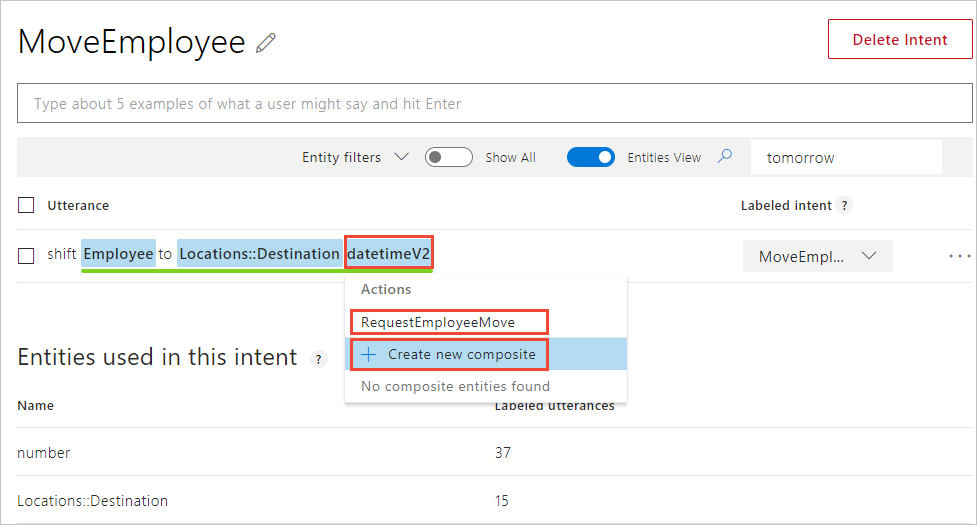 MoveEmployee
Delete Intent
Type about 5 examples of what a user might say and hit Enter
Entity filters Show All Entities View tomorrow
Utterance Labeled intent ?
shift Employee to Locations::Destination datetimeV2 MoveEmpl... ...
Actions
RequestEmployeeMove
+ Create new composite
No composite entities found
Entities used in this intent ?
Name Labeled utterances
number 37
Locations::Destination 15